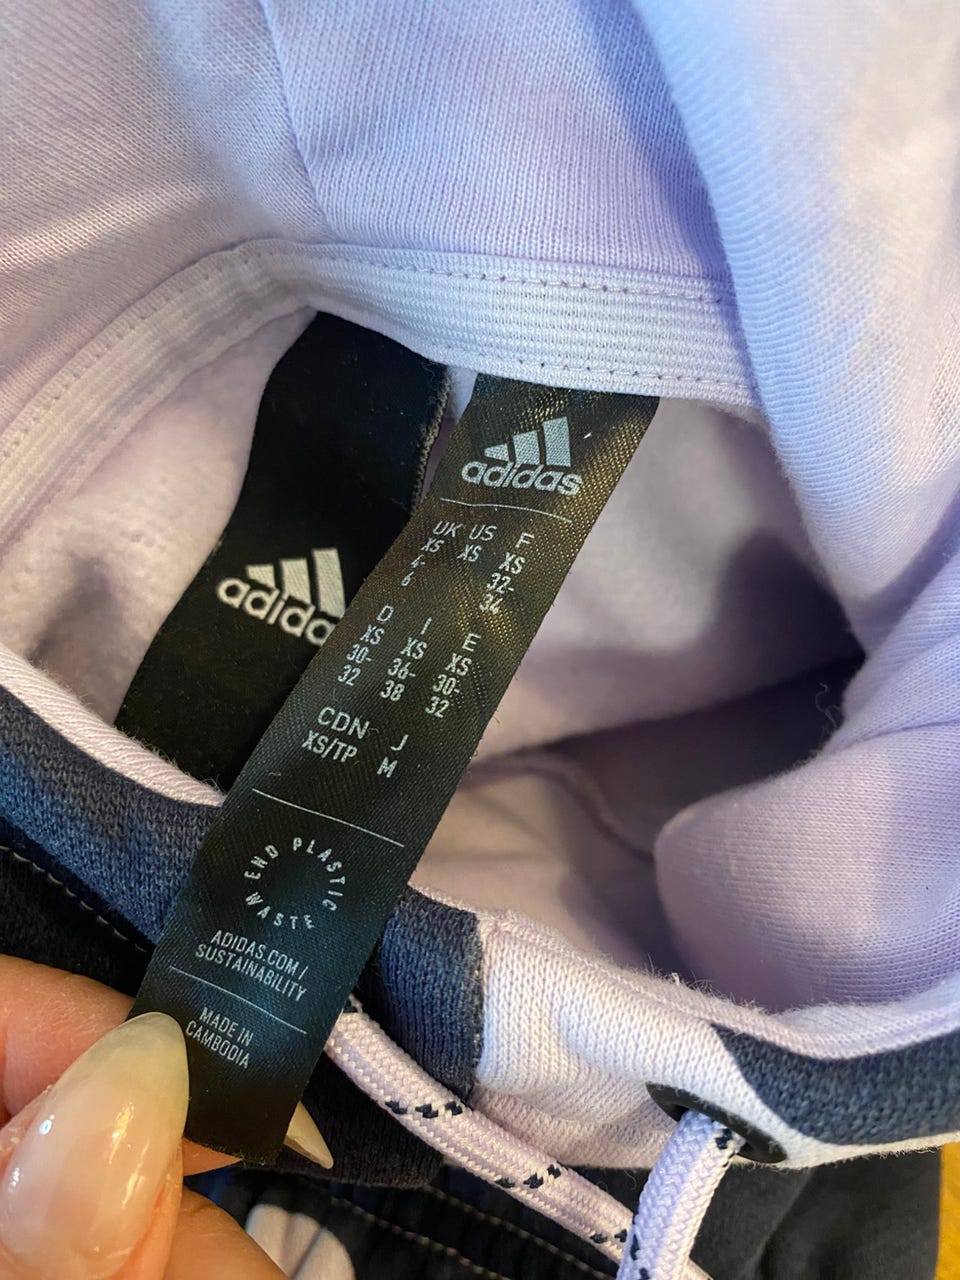 adidas
UK US F
XS XS XS
4- 32-
6 34
D I E
XS XS XS
30- 36- 30-
32 38 32
CDN J
XS/TP M
END PLASTIC WASTE
ADIDAS.COM/
SUSTAINABILITY
MADE IN
CAMBODIA
adida